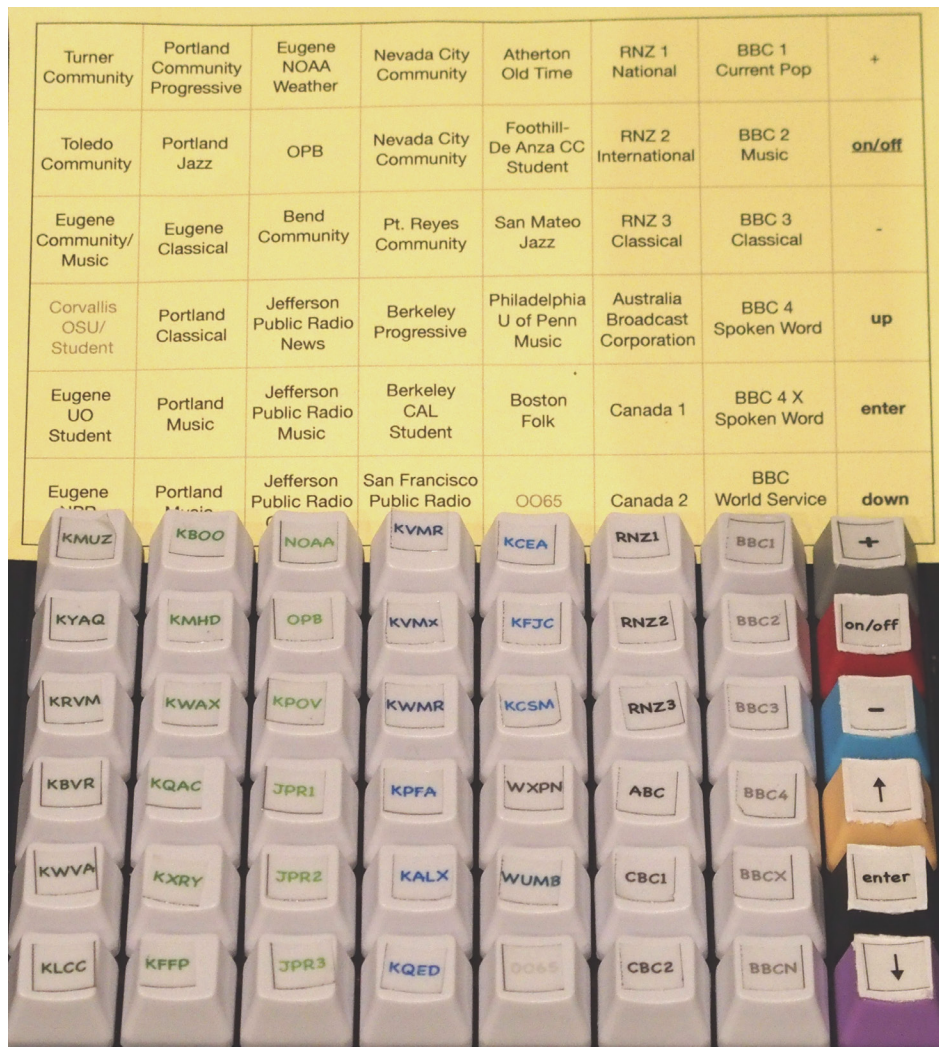 Turner
Community
Portland
Community
Progressive
Eugene
NOAA
Weather
Nevada City
Community
Atherton
Old Time
RNZ 1
National
BBC 1
Current Pop
+
Toledo
Community
Portland
Jazz
OPB
Nevada City
Community
Foothill-
De Anza CC
Student
RNZ 2
International
BBC 2
Music
on/off
Eugene
Community/
Music
Eugene
Classical
Bend
Community
Pt. Reyes
Community
San Mateo
Jazz
RNZ 3
Classical
BBC 3
Classical
-
Corvallis
OSU/
Student
Portland
Classical
Jefferson
Public Radio
News
Berkeley
Progressive
Philadelphia
U of Penn
Music
Australia
Broadcast
Corporation
BBC 4
Spoken Word
up
Eugene
UO
Student
Portland
Music
Jefferson
Public Radio
Music
Berkeley
CAL
Student
Boston
Folk
Canada 1
BBC 4 X
Spoken Word
enter
Eugene
NPR
Portland
Music
Jefferson
Public Radio
San Francisco
Public Radio
OO65
Canada 2
BBC
World Service
down
KMUZ
KBOO
NOAA
KVMR
KCEA
RNZ1
BBC1
+
KYAQ
KMHD
OPB
KVMX
KFJC
RNZ2
BBC2
on/off
KRVM
KWAX
KPOV
KWMR
KCSM
RNZ3
BBC3
-
KBVR
KQAC
JPR1
KPFA
WXPN
ABC
BBC4
↑
KWVA
KXRY
JPR2
KALX
WUMB
CBC1
BBCX
enter
KLCC
KFFP
JPR3
KQED
OO65
CBC2
BBCN
↓